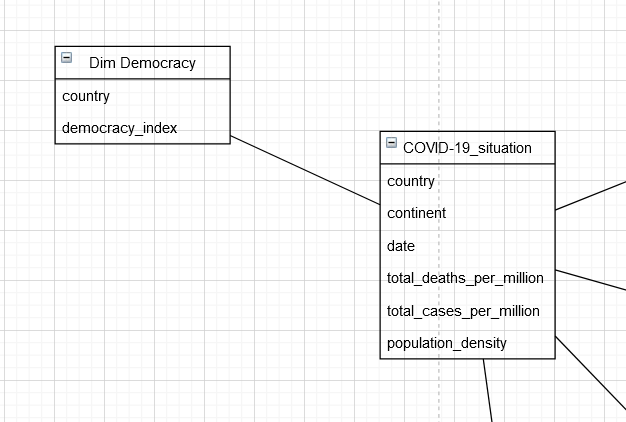 Dim Democracy
country
democracy_index
COVID-19_situation
country
continent
date
total_deaths_per_million
total_cases_per_million
population_density